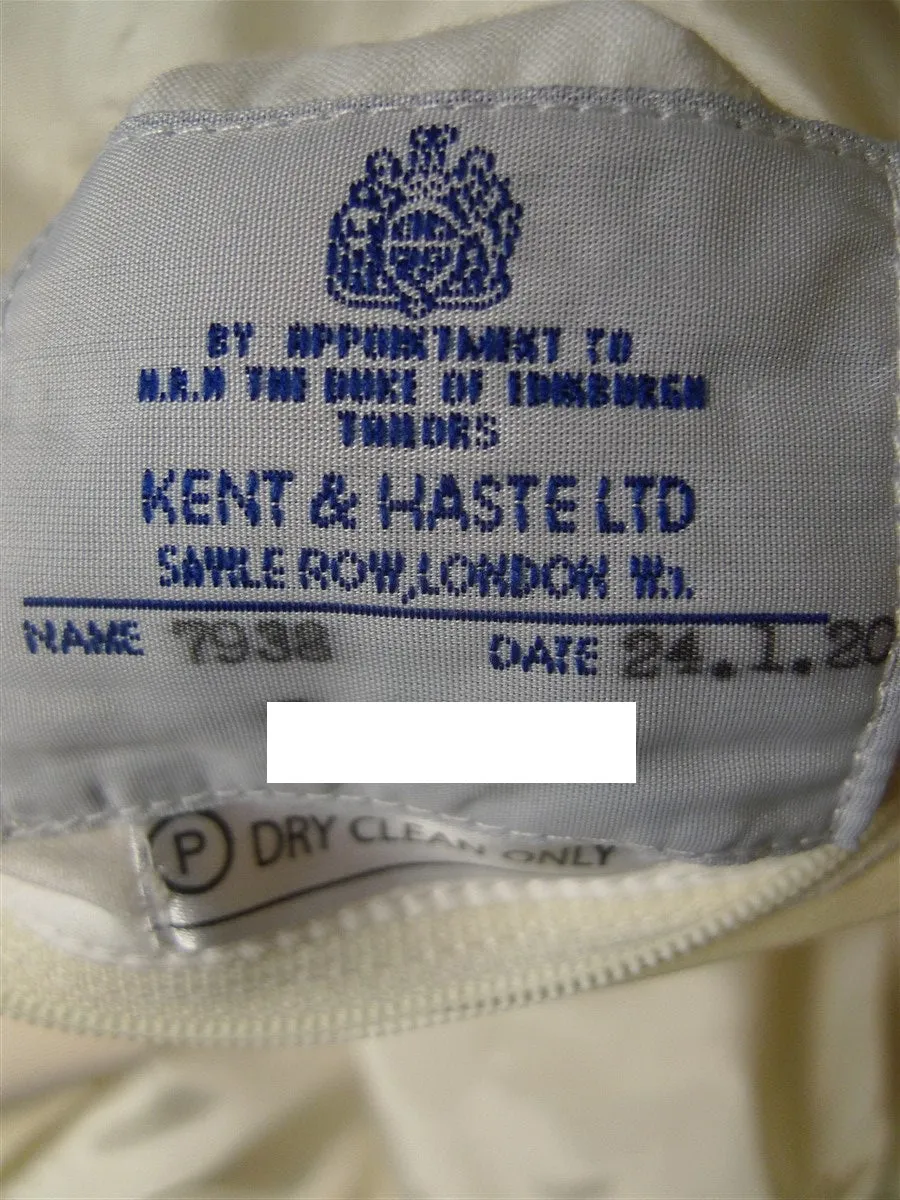 BY APPOINTMENT TO
H.R.H THE DUKE OF EDINBURGH
TAILORS
KENT & HASTE LTD
SAVILE ROW, LONDON W.1.
NAME 7938 DATE 24.1.20
P DRY CLEAN ONLY